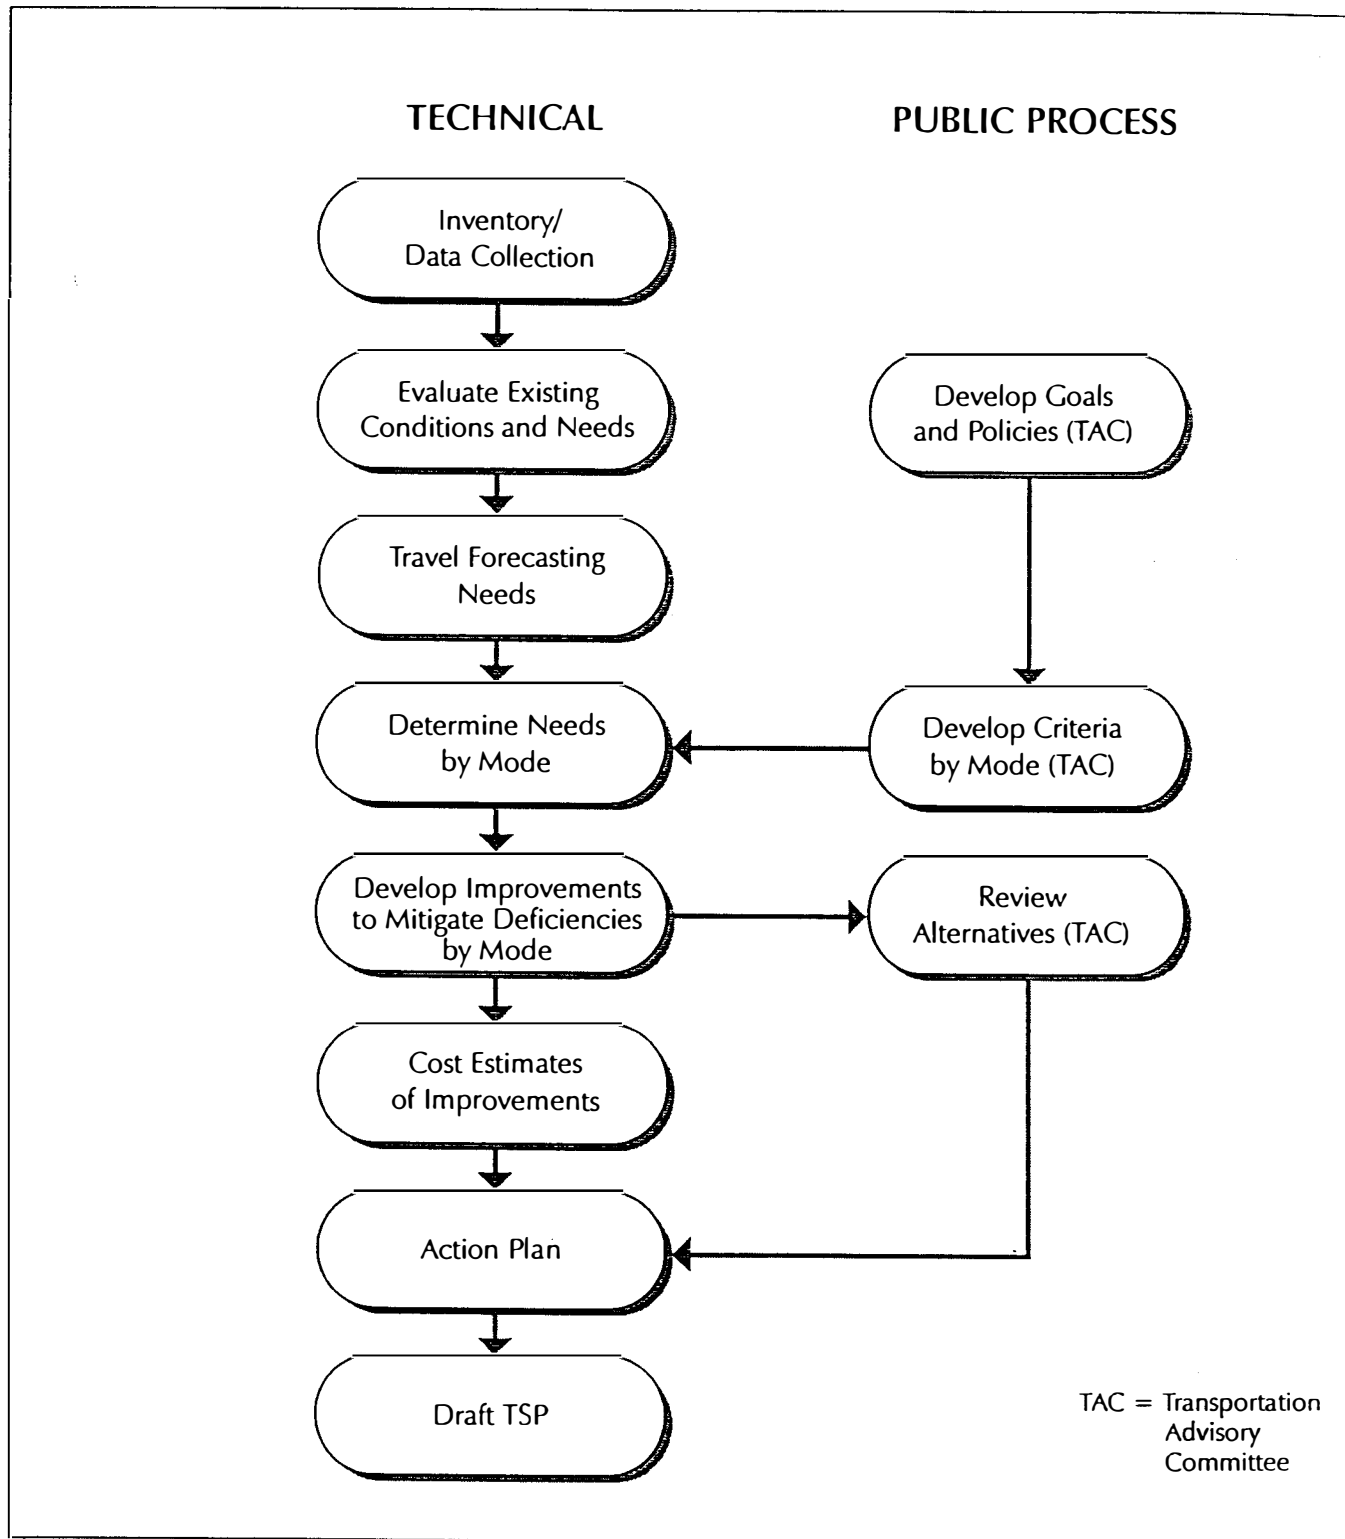 TECHNICAL
PUBLIC PROCESS
Inventory/
Data Collection
Evaluate Existing
Conditions and Needs
Develop Goals
and Policies (TAC)
Travel Forecasting
Needs
Determine Needs
by Mode
Develop Criteria
by Mode (TAC)
Develop Improvements
to Mitigate Deficiencies
by Mode
Review
Alternatives (TAC)
Cost Estimates
of Improvements
Action Plan
Draft TSP
TAC = Transportation
Advisory
Committee